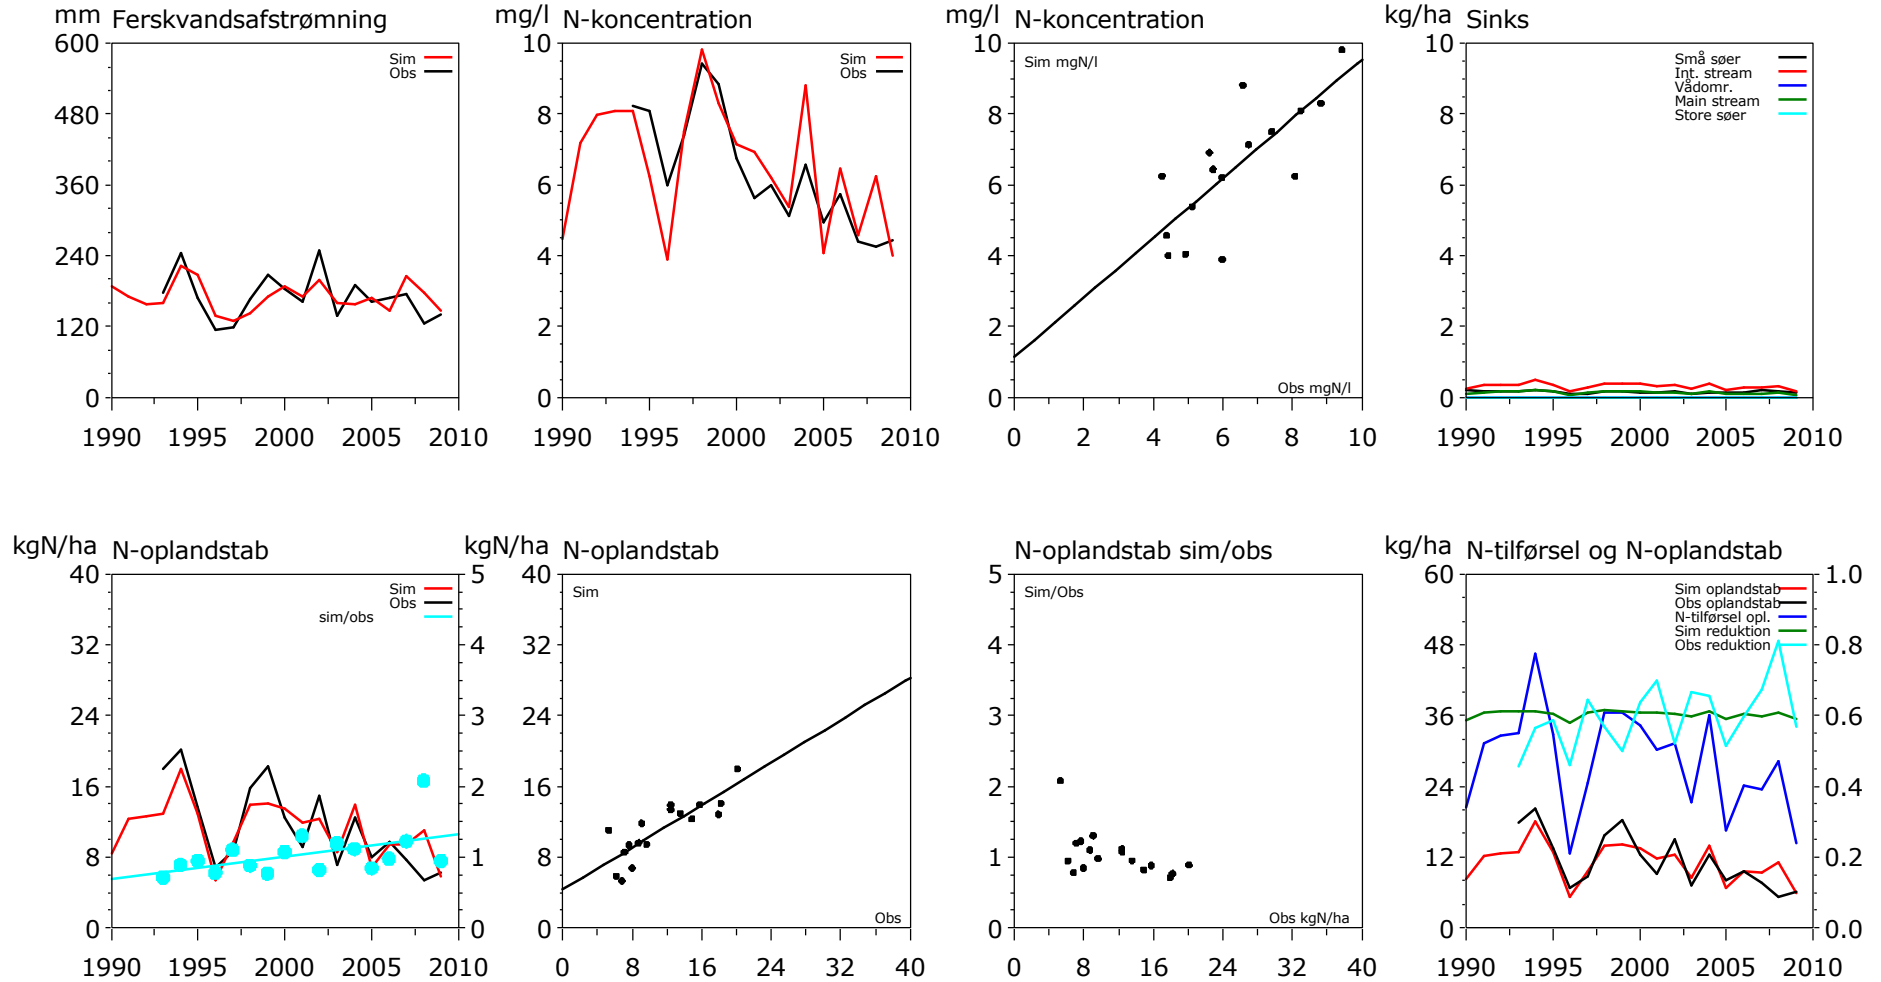 mm Ferskvandsafstrømning
600
480
360
240
120
0
1990 1995 2000 2005 2010
Sim
Obs
mg/l N-koncentration
10
8
6
4
2
0
1990 1995 2000 2005 2010
Sim
Obs
mg/l N-koncentration
10
8
6
4
2
0
0 2 4 6 8 10
Sim mgN/l
Obs mgN/l
kg/ha Sinks
10
8
6
4
2
0
1990 1995 2000 2005 2010
Små søer
Int. stream
Vådomr.
Main stream
Store søer
kgN/ha N-oplandstab
40
32
24
16
8
0
1990 1995 2000 2005 2010
Sim
Obs
sim/obs
5
4
3
2
1
0
kgN/ha N-oplandstab
40
32
24
16
8
0
0 8 16 24 32 40
Sim
Obs
N-oplandstab sim/obs
5
4
3
2
1
0
0 8 16 24 32 40
Sim/Obs
Obs kgN/ha
kg/ha N-tilførsel og N-oplandstab
60
48
36
24
12
0
1990 1995 2000 2005 2010
Sim oplandstab
Obs oplandstab
N-tilførsel opl.
Sim reduktion
Obs reduktion
1.0
0.8
0.6
0.4
0.2
0.0